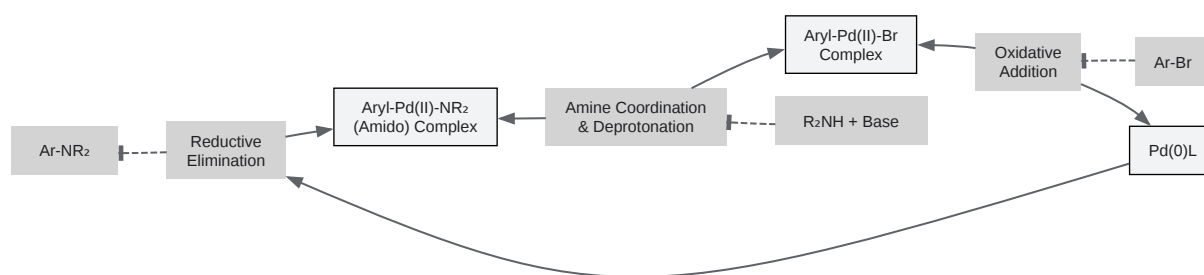 Aryl-Pd(II)-Br
Complex
Oxidative
Addition
Ar-Br
Aryl-Pd(II)-NR₂
(Amido) Complex
Amine Coordination
& Deprotonation
R₂NH + Base
Ar-NR₂
Reductive
Elimination
Pd(0)L